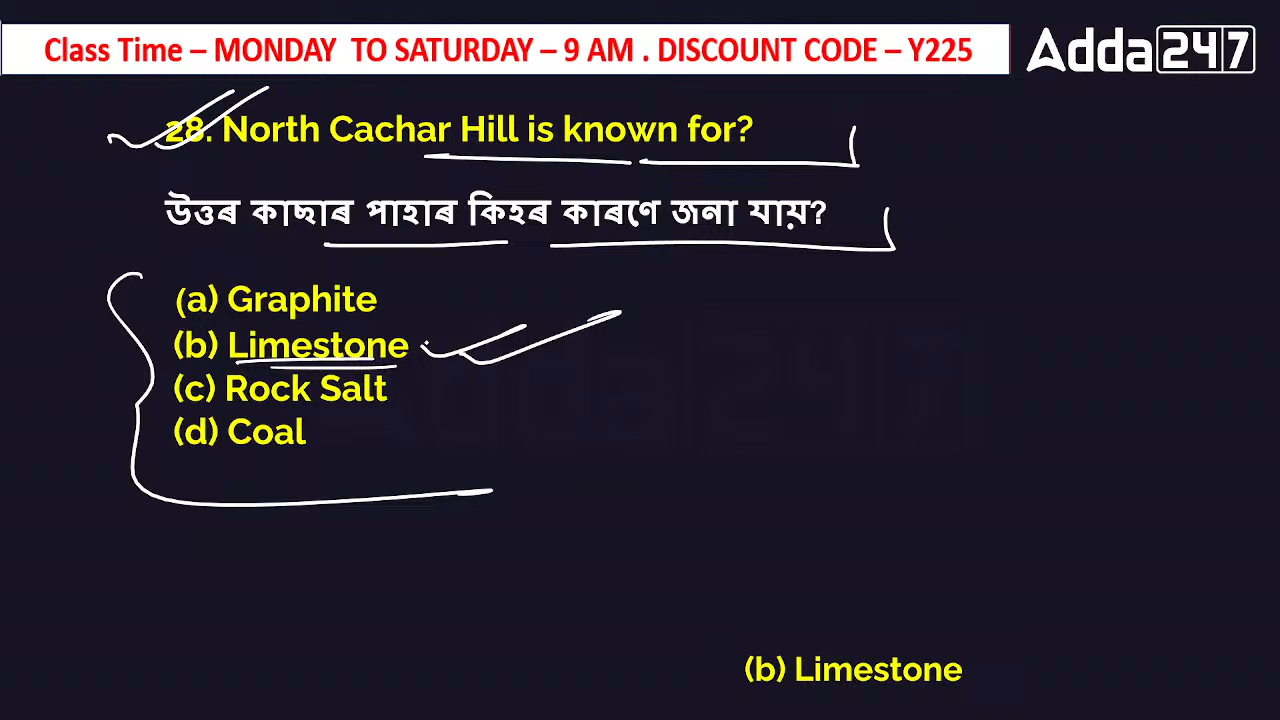 Class Time – MONDAY TO SATURDAY – 9 AM . DISCOUNT CODE – Y225
Adda247
28. North Cachar Hill is known for?
উত্তৰ কাছাৰ পাহাৰ কিহৰ কাৰণে জনা যায়?
(a) Graphite
(b) Limestone
(c) Rock Salt
(d) Coal
Adda247
(b) Limestone